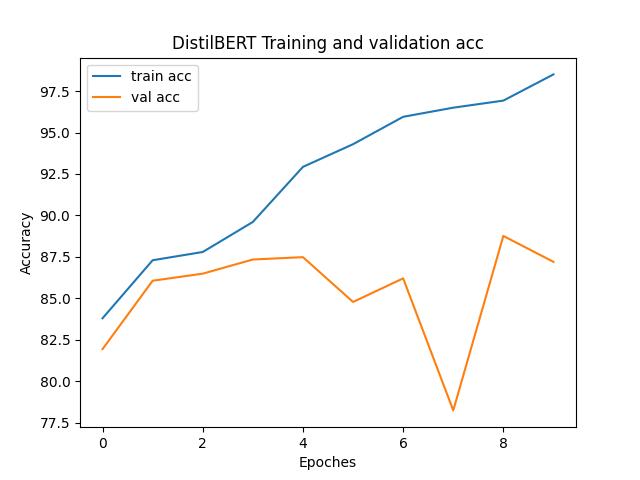 DistilBERT Training and validation acc
train acc
val acc
Accuracy
97.5
95.0
92.5
90.0
87.5
85.0
82.5
80.0
77.5
0 2 4 6 8
Epoches